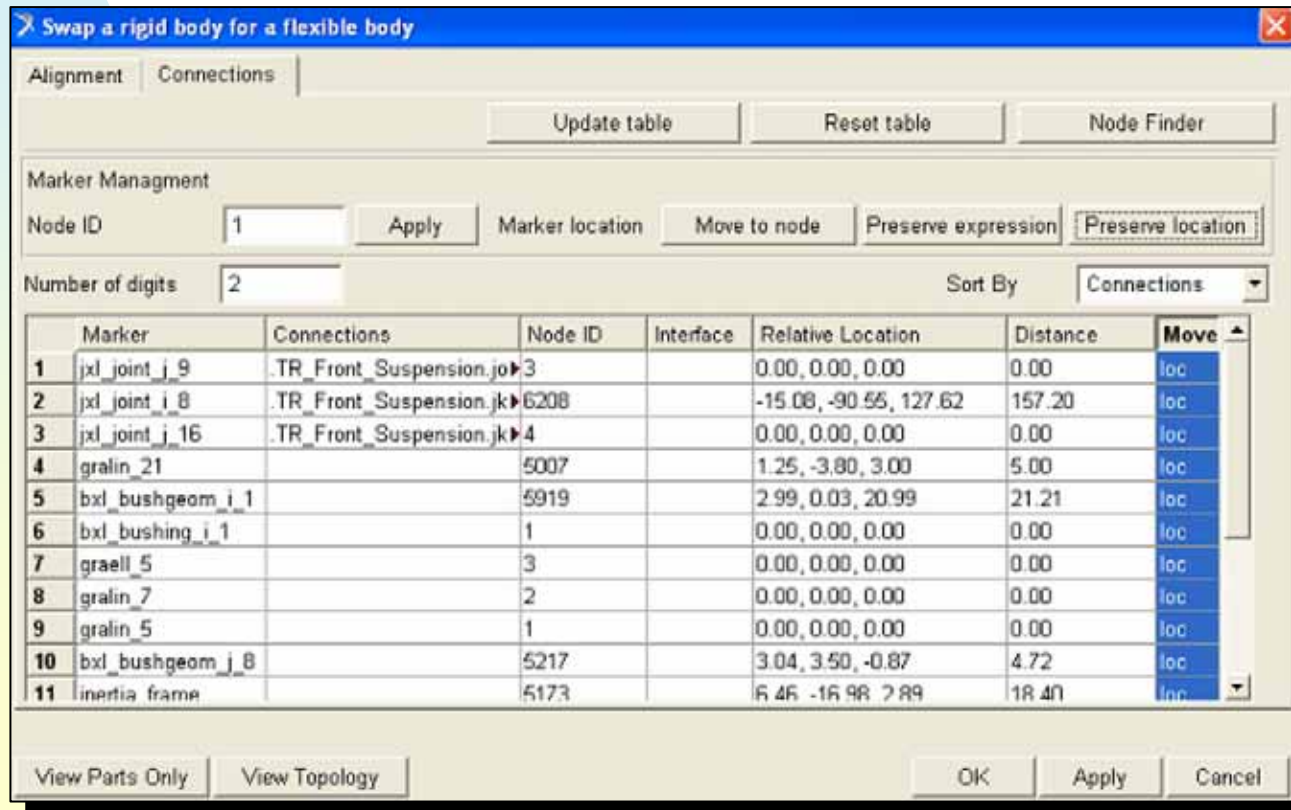 Swap a rigid body for a flexible body
Alignment Connections
Update table Reset table Node Finder
Marker Managment
Node ID 1 Apply Marker location Move to node Preserve expression Preserve location
Number of digits 2 Sort By Connections
Marker Connections Node ID Interface Relative Location Distance Move
1 jxl_joint_j_9 .TR_Front_Suspension.jo 3 0.00, 0.00, 0.00 0.00 loc
2 jxl_joint_i_8 .TR_Front_Suspension.jk 6208 -15.08, -90.55, 127.62 157.20 loc
3 jxl_joint_j_16 .TR_Front_Suspension.jk 4 0.00, 0.00, 0.00 0.00 loc
4 gralin_21 5007 1.25, -3.80, 3.00 5.00 loc
5 bxl_bushgeom_i_1 5919 2.99, 0.03, 20.99 21.21 loc
6 bxl_bushing_i_1 1 0.00, 0.00, 0.00 0.00 loc
7 graell_5 3 0.00, 0.00, 0.00 0.00 loc
8 gralin_7 2 0.00, 0.00, 0.00 0.00 loc
9 gralin_5 1 0.00, 0.00, 0.00 0.00 loc
10 bxl_bushgeom_j_8 5217 3.04, 3.50, -0.87 4.72 loc
11 inertia_frame 5173 6.46, -16.98, 2.89 18.40 loc
View Parts Only View Topology OK Apply Cancel